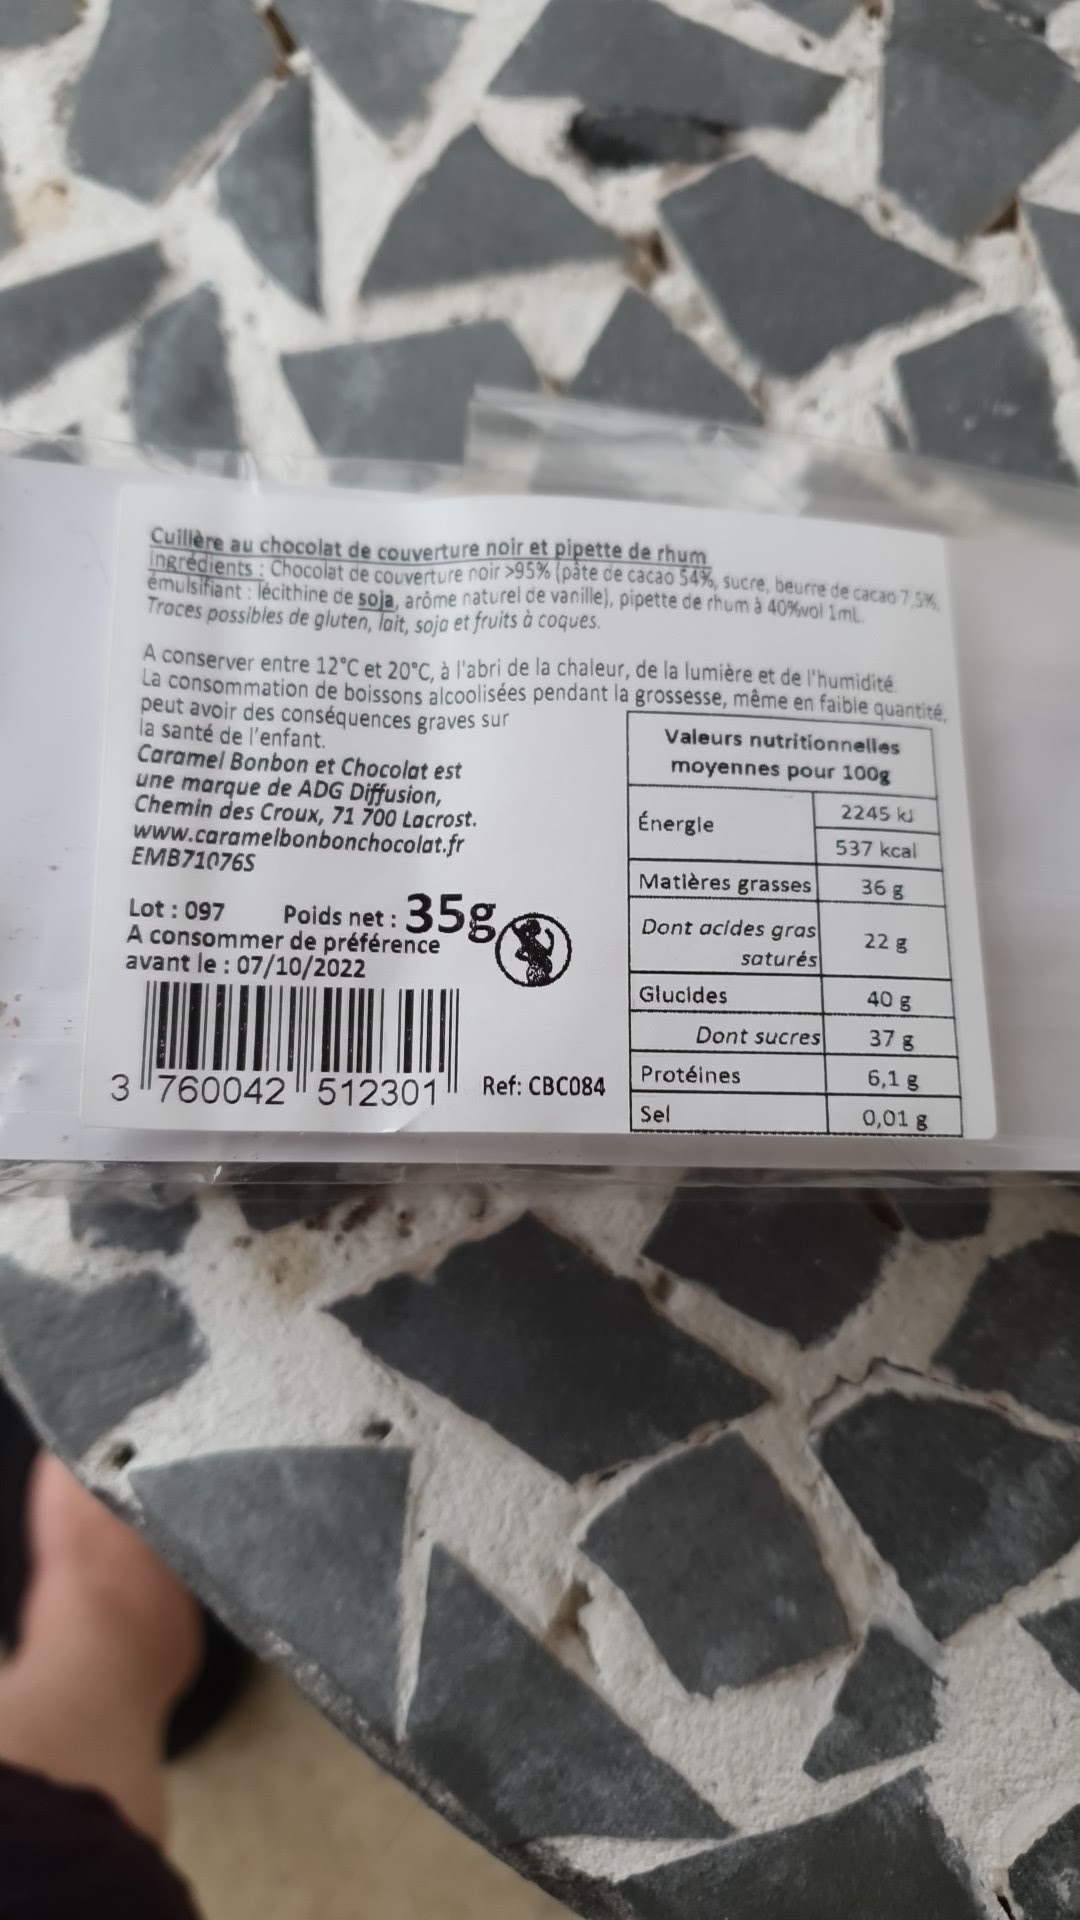 Cuillère au chocolat de couverture noir et pipette de rhum
Ingrédients : Chocolat de couverture noir >95% (pâte de cacao 54%, sucre, beurre de cacao 7,5%,
émulsifiant : lécithine de soja, arôme naturel de vanille), pipette de rhum à 40%vol 1mL.
Traces possibles de gluten, lait, soja et fruits à coques.
A conserver entre 12°C et 20°C, à l'abri de la chaleur, de la lumière et de l'humidité.
La consommation de boissons alcoolisées pendant la grossesse, même en faible quantité,
peut avoir des conséquences graves sur
la santé de l'enfant.
Caramel Bonbon et Chocolat est
une marque de ADG Diffusion,
Chemin des Croux, 71 700 Lacrost.
www.caramelbonbonchocolat.fr
EMB71076S
Lot : 097 Poids net : 35g
A consommer de préférence
avant le : 07/10/2022
3 760042 512301
Ref: CBC084
Valeurs nutritionnelles
moyennes pour 100g
Énergie 2245 kJ
537 kcal
Matières grasses 36 g
Dont acides gras
saturés 22 g
Glucides 40 g
Dont sucres 37 g
Protéines 6,1 g
Sel 0,01 g